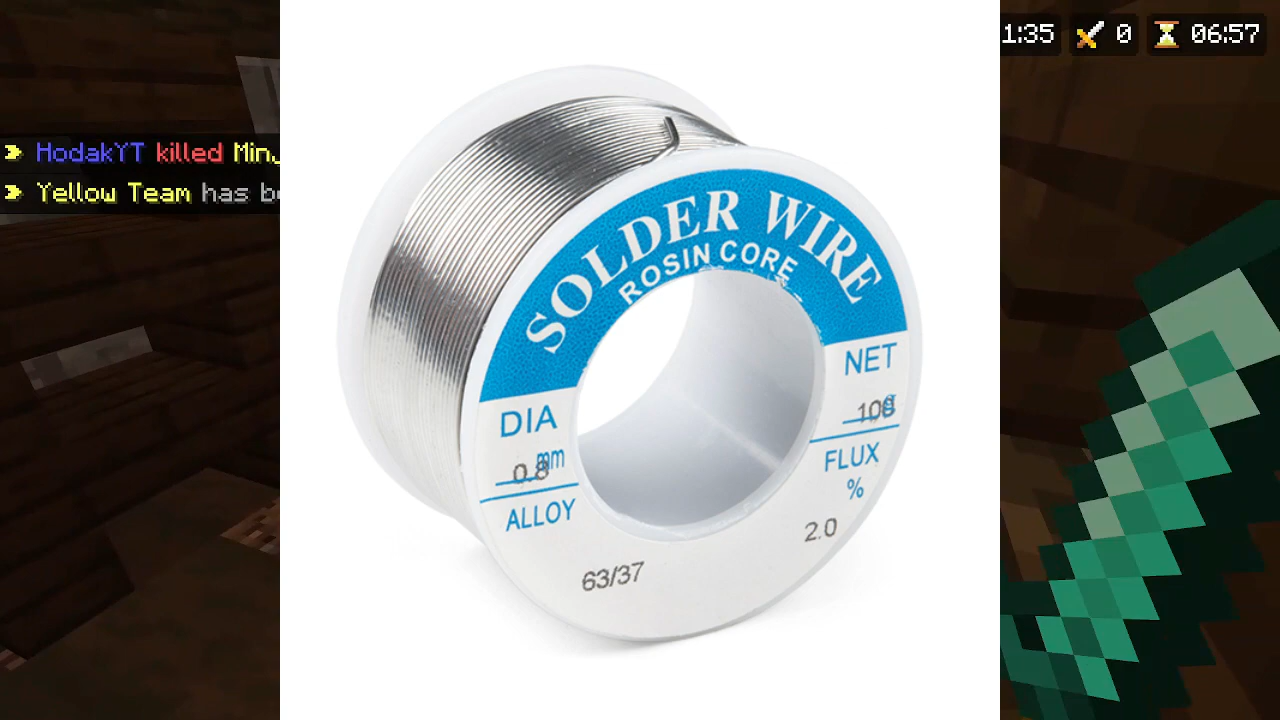 1:35 0 06:57
HodakYT killed Min
Yellow Team has be
SOLDER WIRE
ROSIN CORE
DIA
0.8 mm
ALLOY
63/37
NET
g
FLUX
%
2.0